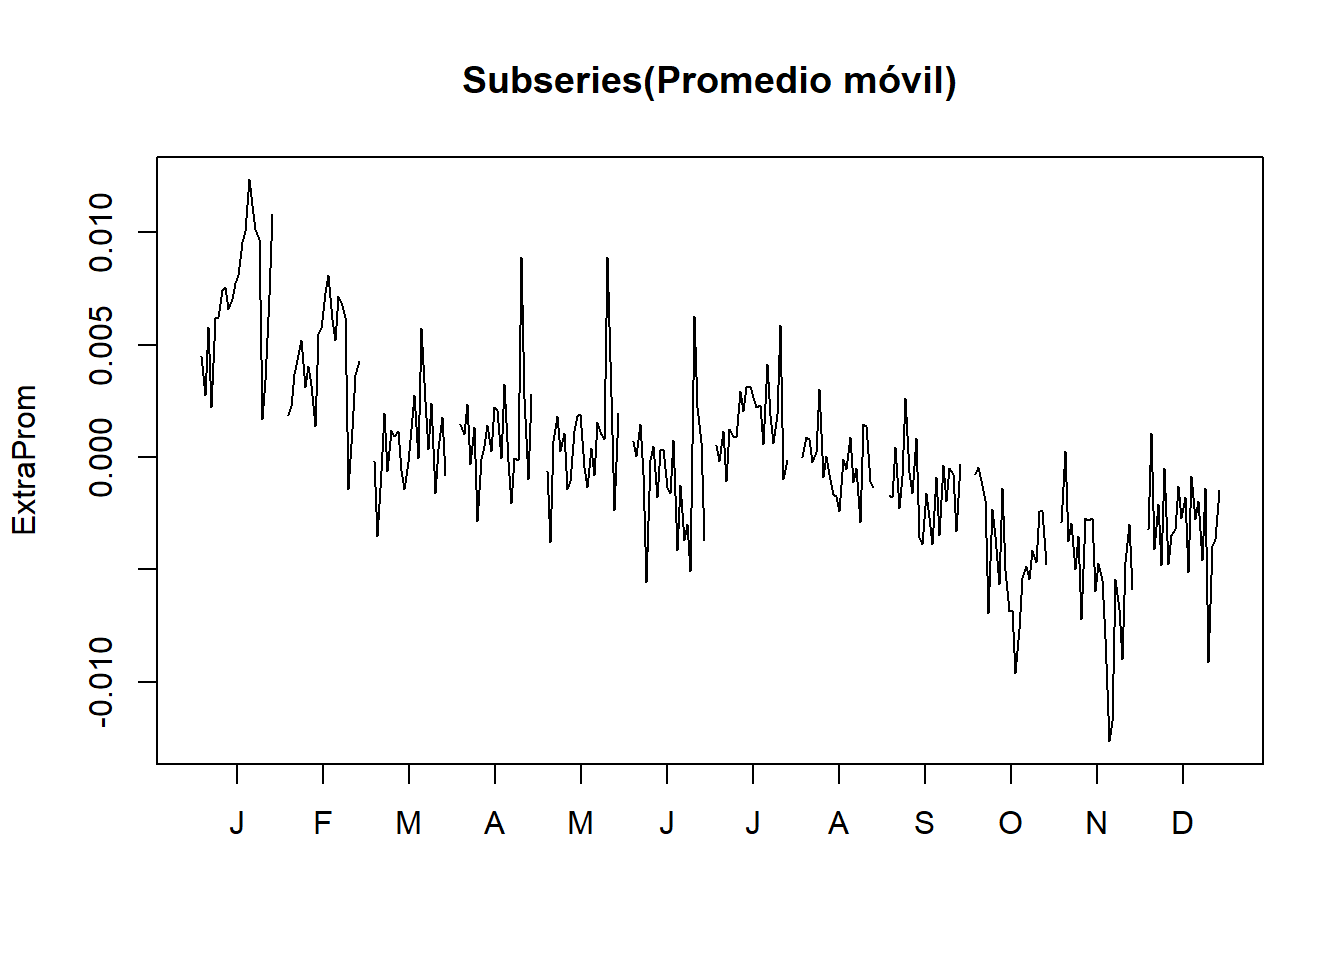 Subseries(Promedio móvil)
ExtraProm
0.010
0.005
0.000
-0.010
J F M A M J J A S O N D